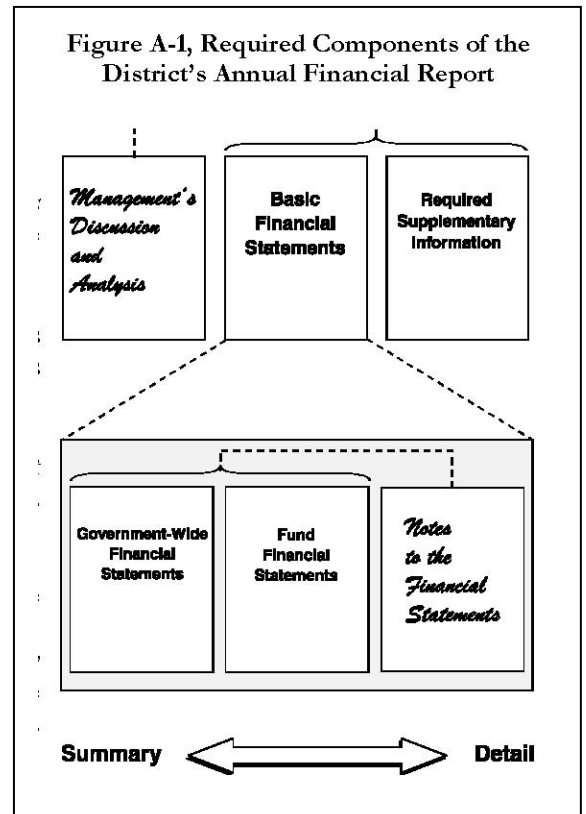 Figure A-1, Required Components of the
District's Annual Financial Report
Management's
Discussion
and
Analysis
Basic
Financial
Statements
Required
Supplementary
Information
Government-Wide
Financial
Statements
Fund
Financial
Statements
Notes
to the
Financial
Statements
Summary
Detail